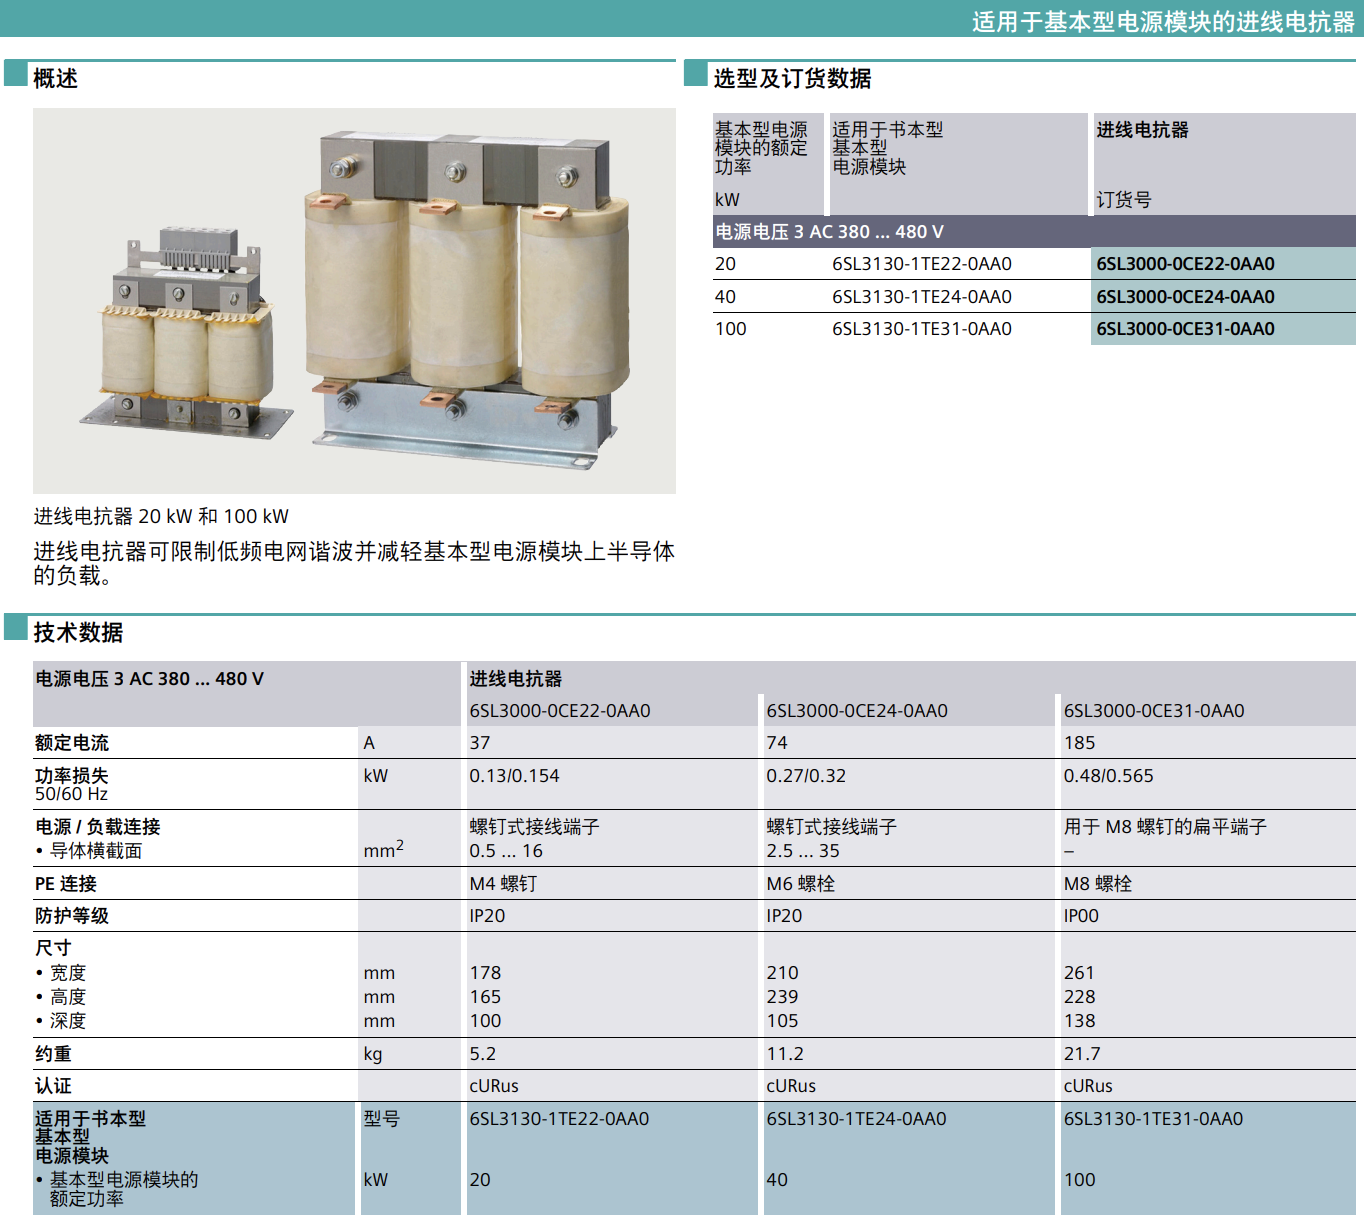 适用于基本型电源模块的进线电抗器
概述
进线电抗器 20 kW 和 100 kW
进线电抗器可限制低频电网谐波并减轻基本型电源模块上半导体
的负载。
选型及订货数据
基本型电源 适用于书本型 进线电抗器
模块的额定 基本型
功率 电源模块
kW 订货号
电源电压 3 AC 380 ... 480 V
20 6SL3130-1TE22-0AA0 6SL3000-0CE22-0AA0
40 6SL3130-1TE24-0AA0 6SL3000-0CE24-0AA0
100 6SL3130-1TE31-0AA0 6SL3000-0CE31-0AA0
技术数据
电源电压 3 AC 380 ... 480 V 进线电抗器
6SL3000-0CE22-0AA0 6SL3000-0CE24-0AA0 6SL3000-0CE31-0AA0
额定电流 A 37 74 185
功率损失 kW 0.13/0.154 0.27/0.32 0.48/0.565
50/60 Hz
电源 / 负载连接 螺钉式接线端子 螺钉式接线端子 用于 M8 螺钉的扁平端子
• 导体横截面 mm² 0.5 ... 16 2.5 ... 35 –
PE 连接 M4 螺钉 M6 螺栓 M8 螺栓
防护等级 IP20 IP20 IP00
尺寸
• 宽度 mm 178 210 261
• 高度 mm 165 239 228
• 深度 mm 100 105 138
约重 kg 5.2 11.2 21.7
认证 cURus cURus cURus
适用于书本型 型号 6SL3130-1TE22-0AA0 6SL3130-1TE24-0AA0 6SL3130-1TE31-0AA0
基本型
电源模块
• 基本型电源模块的 kW 20 40 100
额定功率